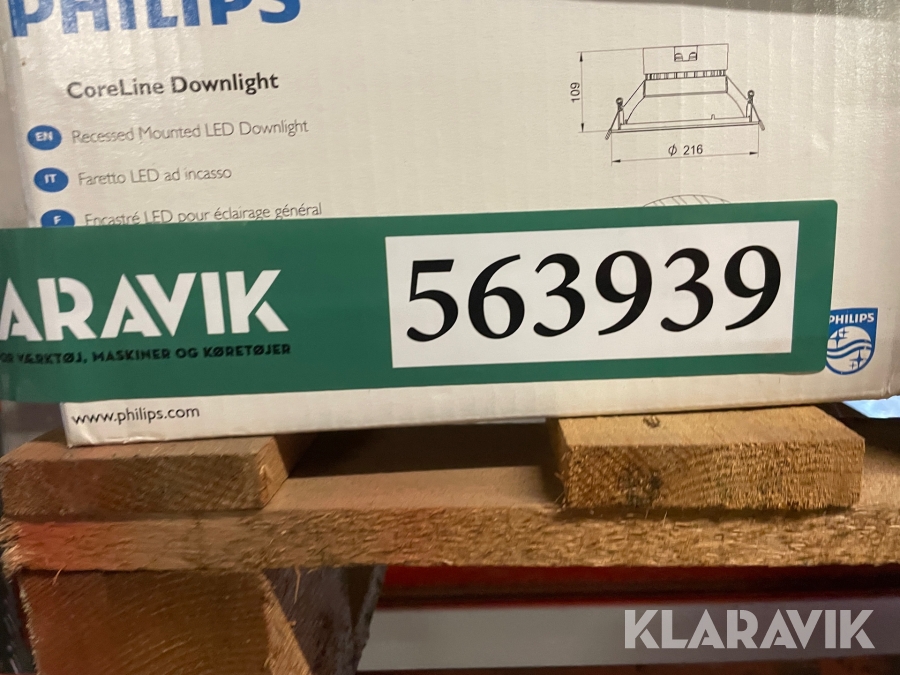 PHILIPS
CoreLine Downlight
EN Recessed Mounted LED Downlight
IT Faretto LED ad incasso
F Encastré LED pour éclairage général
109
Φ 216
ARAVIK
VÆRKTØJ, MASKINER OG KØRETØJER
563939
PHILIPS
www.philips.com
KLARAVIK